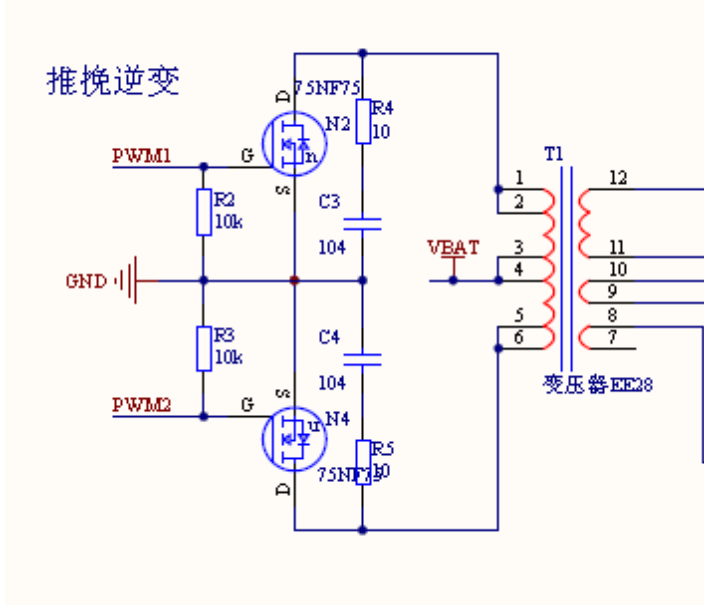 推挽逆变
D
75NF75
R4
10
N2
PWM1
G
n
S
R2
10k
C3
104
T1
1
2
3
4
5
6
12
11
10
9
8
7
VBAT
GND
R3
10k
C4
104
变压器EE28
PWM2
G
S
N4
R5
10
75NF75
D